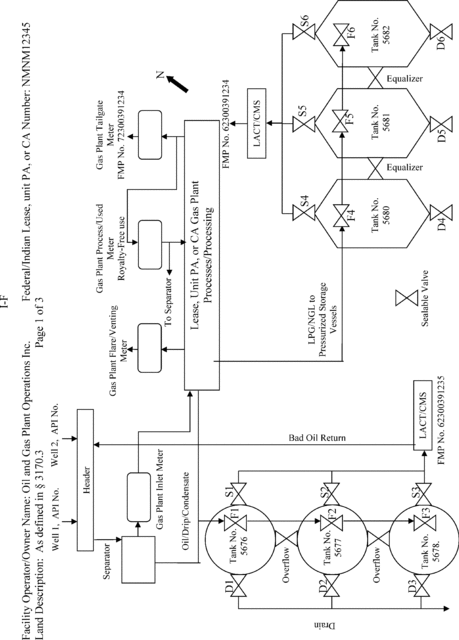 I-F
Facility Operator/Owner Name: Oil and Gas Plant Operations Inc. Federal/Indian Lease, unit PA, or CA Number: NMNM12345
Land Description: As defined in § 3170.3 Page 1 of 3
Well 1, API No.
Well 2, API No.
Header
Separator
Gas Plant Inlet Meter
Oil/Drip/Condensate
Gas Plant Flare/Venting
Meter
Gas Plant Process/Used
Meter
Royalty-Free use
To Separator
Gas Plant Tailgate
Meter
FMP No. 72300391234
N
Lease, Unit PA, or CA Gas Plant
Processes/Processing
FMP No. 62300391234
LACT/CMS
LPG/NGL to
Pressurized Storage
Vessels
Bad Oil Return
LACT/CMS
FMP No. 62300391235
S1
F1
Tank No.
5676
D1
Overflow
S2
F2
Tank No.
5677
D2
Overflow
S3
F3
Tank No.
5678.
D3
Drain
S4
F4
Tank No.
5680
D4
Equalizer
S5
F5
Tank No.
5681
D5
Equalizer
S6
F6
Tank No.
5682
D6
Sealable Valve